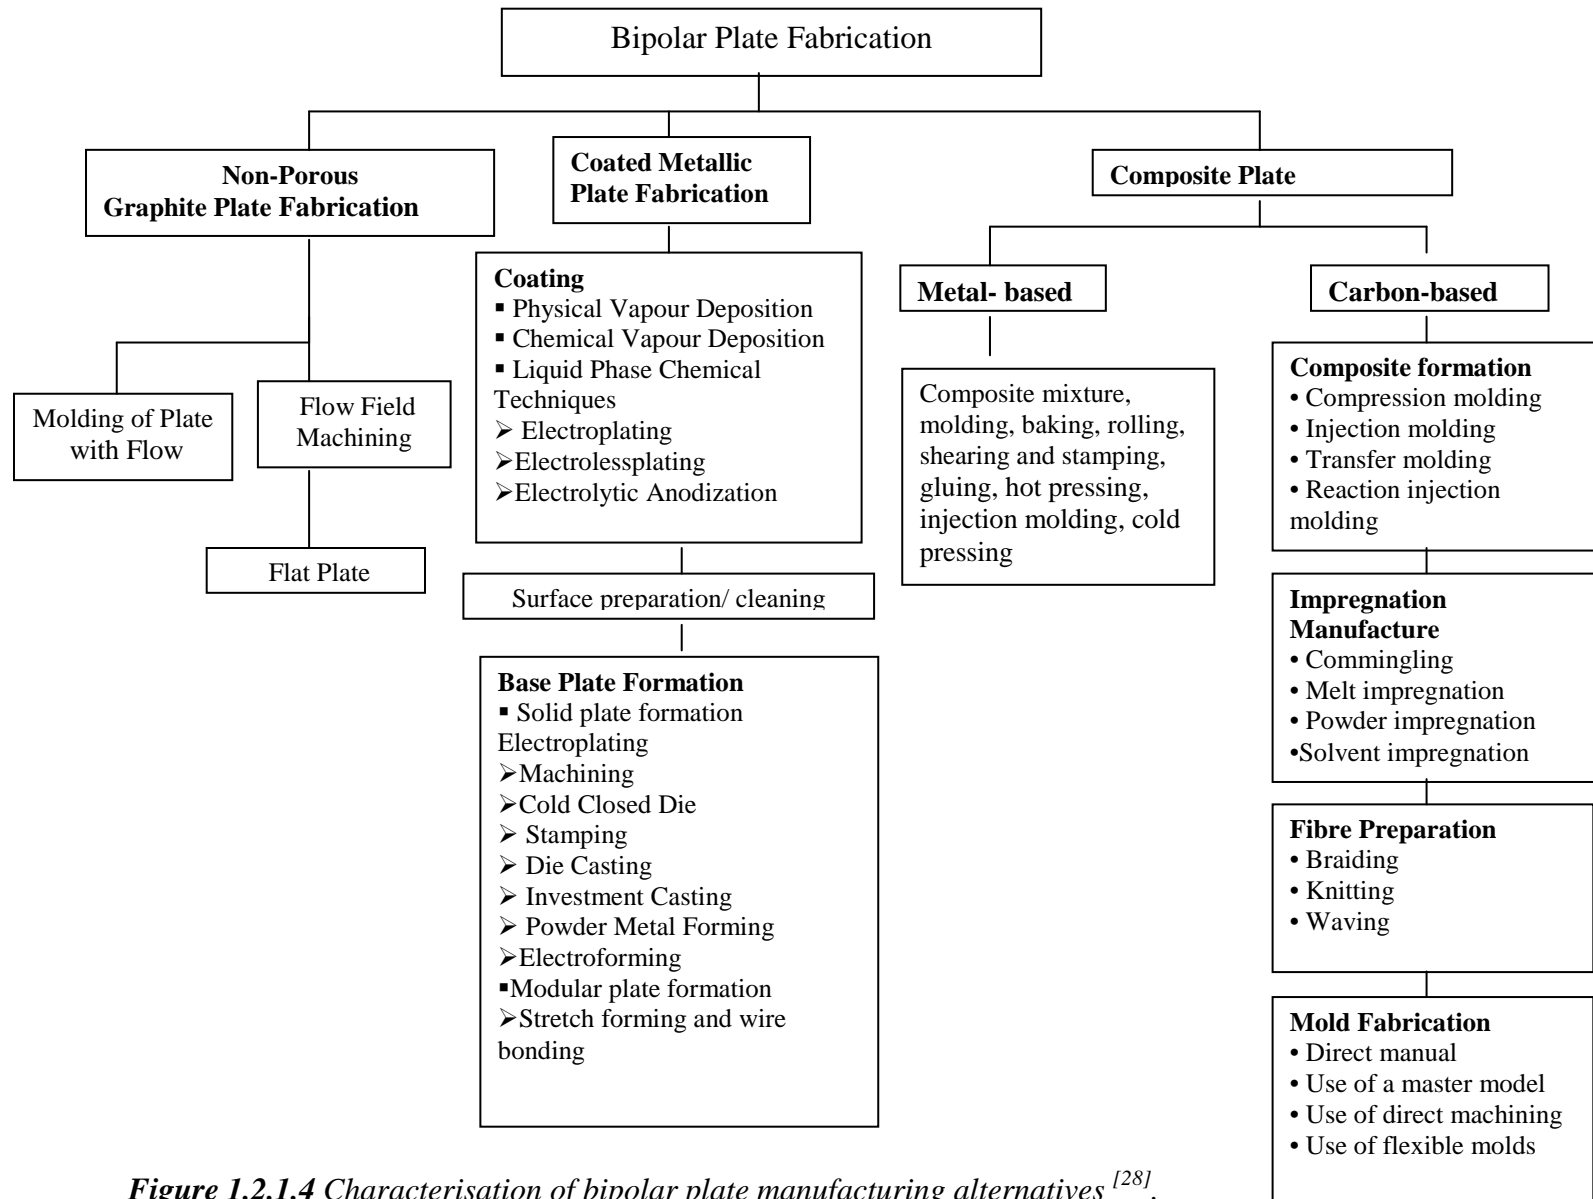 Bipolar Plate Fabrication
Non-Porous
Graphite Plate Fabrication
Molding of Plate
with Flow
Flow Field
Machining
Flat Plate
Coated Metallic
Plate Fabrication
Coating
▪ Physical Vapour Deposition
▪ Chemical Vapour Deposition
▪ Liquid Phase Chemical
Techniques
➢ Electroplating
➢Electrolessplating
➢Electrolytic Anodization
Surface preparation/ cleaning
Base Plate Formation
▪ Solid plate formation
Electroplating
➢Machining
➢Cold Closed Die
➢ Stamping
➢ Die Casting
➢ Investment Casting
➢ Powder Metal Forming
➢Electroforming
▪Modular plate formation
➢Stretch forming and wire
bonding
Composite Plate
Metal- based
Composite mixture,
molding, baking, rolling,
shearing and stamping,
gluing, hot pressing,
injection molding, cold
pressing
Carbon-based
Composite formation
• Compression molding
• Injection molding
• Transfer molding
• Reaction injection
molding
Impregnation
Manufacture
• Commingling
• Melt impregnation
• Powder impregnation
•Solvent impregnation
Fibre Preparation
• Braiding
• Knitting
• Waving
Mold Fabrication
• Direct manual
• Use of a master model
• Use of direct machining
• Use of flexible molds
Figure 1.2.1.4 Characterisation of bipolar plate manufacturing alternatives [28].